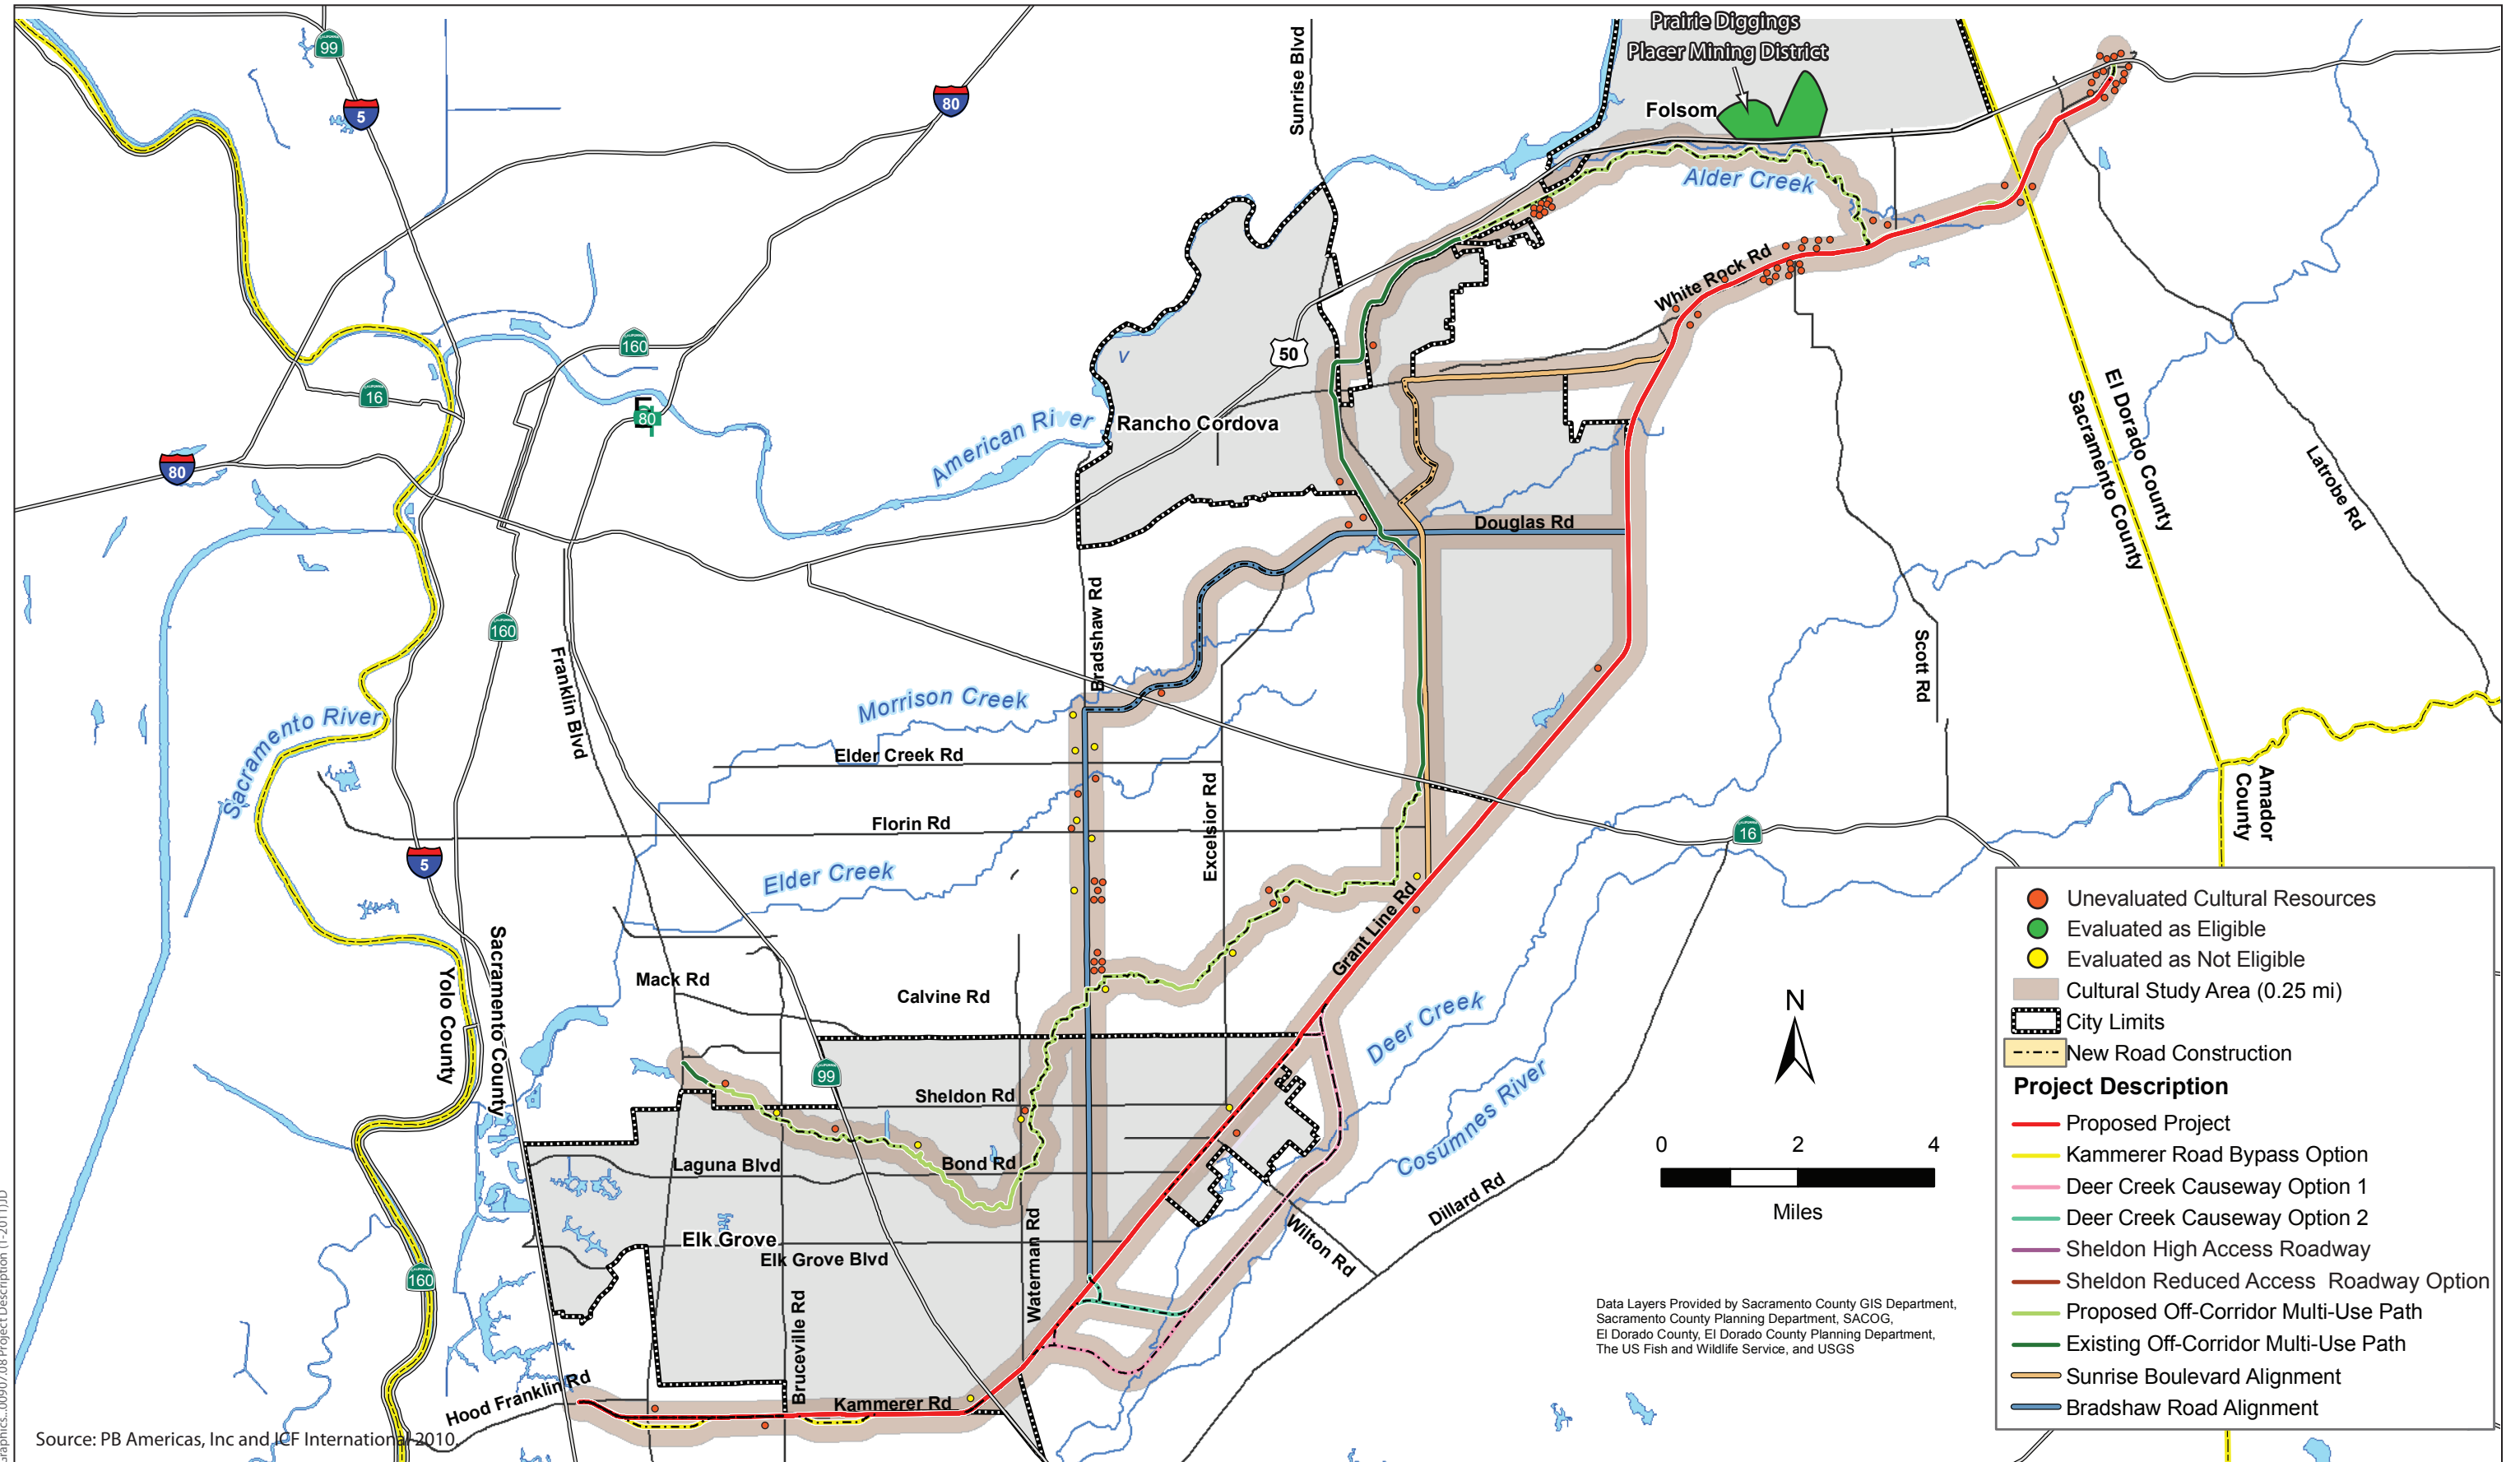 Prairie Diggings
Placer Mining District
99
5
80
Sunrise Blvd
Folsom
Alder Creek
White Rock Rd
160
50
16
80
American River
Rancho Cordova
El Dorado County
Sacramento County
Latrobe Rd
80
Douglas Rd
Bradshaw Rd
160
Franklin Blvd
Scott Rd
Morrison Creek
Sacramento River
Elder Creek Rd
Excelsior Rd
Amador
County
Florin Rd
16
5
Elder Creek
Grant Line Rd
Sacramento County
Yolo County
Mack Rd
Calvine Rd
Deer Creek
N
99
Sheldon Rd
Cosumnes River
0 2 4
Miles
Laguna Blvd
Bond Rd
Dillard Rd
Wilton Rd
Elk Grove
Elk Grove Blvd
Waterman Rd
160
Bruceville Rd
Hood Franklin Rd
Kammerer Rd
Unevaluated Cultural Resources
Evaluated as Eligible
Evaluated as Not Eligible
Cultural Study Area (0.25 mi)
City Limits
New Road Construction
Project Description
Proposed Project
Kammerer Road Bypass Option
Deer Creek Causeway Option 1
Deer Creek Causeway Option 2
Sheldon High Access Roadway
Sheldon Reduced Access Roadway Option
Proposed Off-Corridor Multi-Use Path
Existing Off-Corridor Multi-Use Path
Sunrise Boulevard Alignment
Bradshaw Road Alignment
Data Layers Provided by Sacramento County GIS Department,
Sacramento County Planning Department, SACOG,
El Dorado County, El Dorado County Planning Department,
The US Fish and Wildlife Service, and USGS
Source: PB Americas, Inc and ICF International 2010.
00907.08 Project Description (1-2011)JD